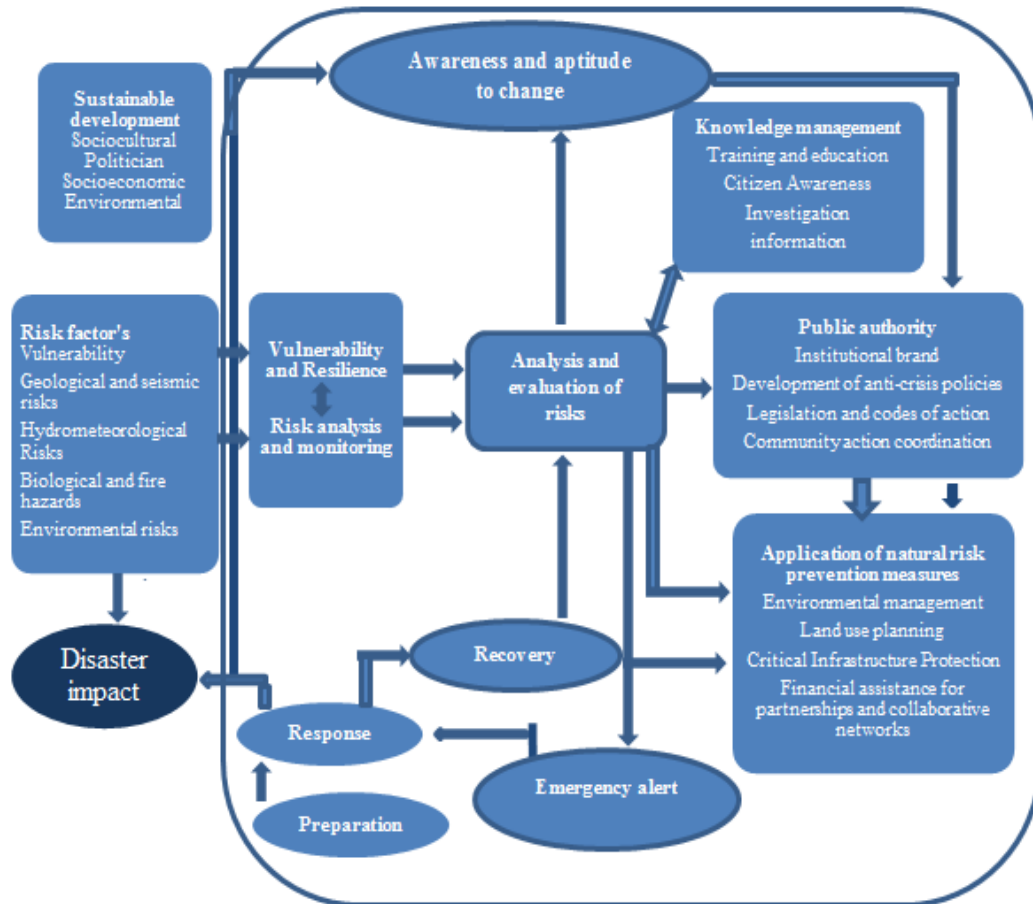 Awareness and aptitude
to change
Sustainable
development
Sociocultural
Politician
Socioeconomic
Environmental
Knowledge management
Training and education
Citizen Awareness
Investigation
information
Risk factor's
Vulnerability
Geological and seismic
risks
Hydrometeorological
Risks
Biological and fire
hazards
Environmental risks
Vulnerability
and Resilience
Risk analysis
and monitoring
Analysis and
evaluation of
risks
Public authority
Institutional brand
Development of anti-crisis policies
Legislation and codes of action
Community action coordination
Application of natural risk
prevention measures
Environmental management
Land use planning
Critical Infrastructure Protection
Financial assistance for
partnerships and collaborative
networks
Disaster
impact
Recovery
Response
Emergency alert
Preparation